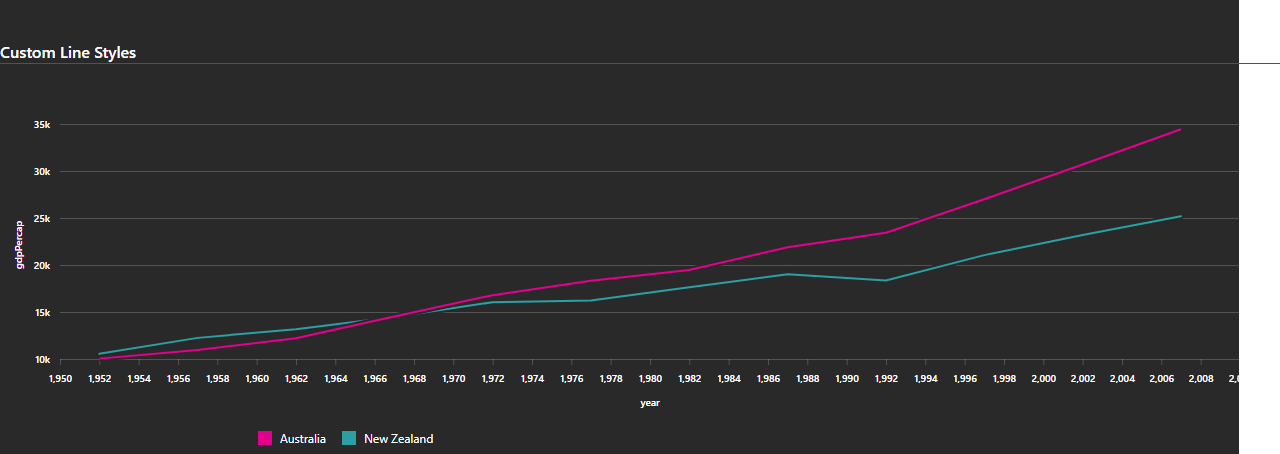 Custom Line Styles
35k
30k
25k
20k
15k
10k
gdpPercap
1,950 1,952 1,954 1,956 1,958 1,960 1,962 1,964 1,966 1,968 1,970 1,972 1,974 1,976 1,978 1,980 1,982 1,984 1,986 1,988 1,990 1,992 1,994 1,996 1,998 2,000 2,002 2,004 2,006 2,008
year
Australia New Zealand